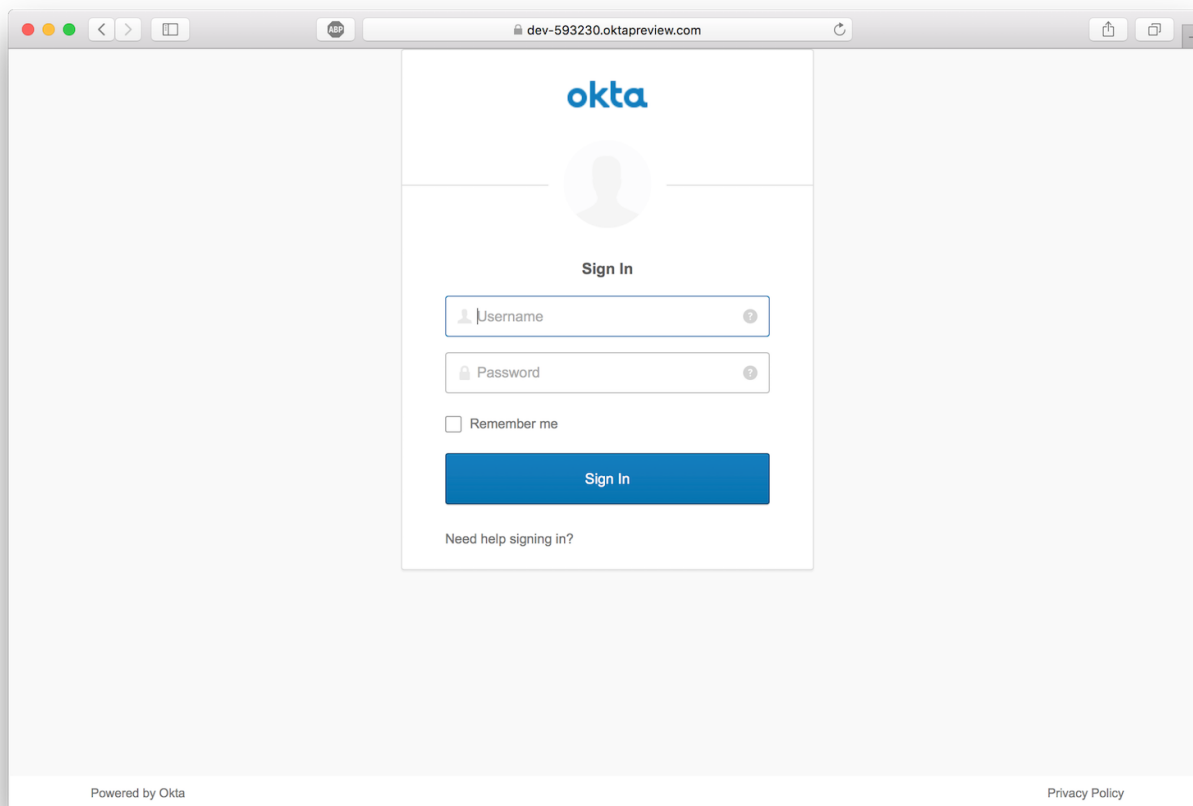 ABP
dev-593230.oktapreview.com
okta
Sign In
Username
?
Password
?
Remember me
Sign In
Need help signing in?
Powered by Okta
Privacy Policy